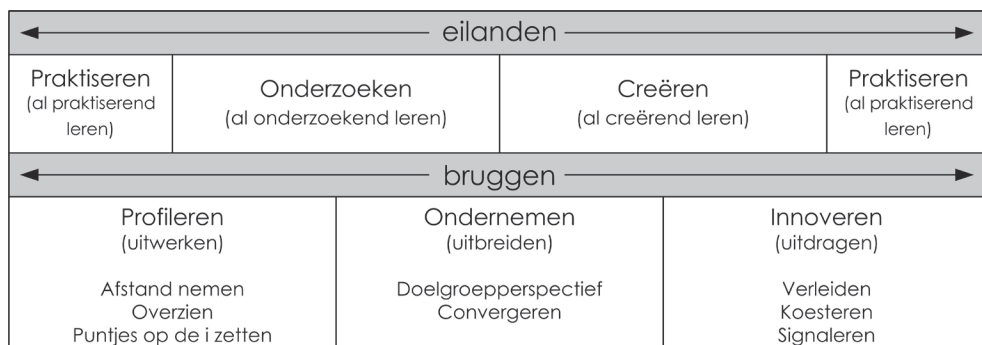 eilanden
Praktiseren
(al praktiserend
leren)
Onderzoeken
(al onderzoekend leren)
Creëren
(al creërend leren)
Praktiseren
(al praktiserend
leren)
bruggen
Profileren
(uitwerken)
Afstand nemen
Overzien
Puntjes op de i zetten
Ondernemen
(uitbreiden)
Doelgroepperspectief
Convergeren
Innoveren
(uitdragen)
Verleiden
Koesteren
Signaleren